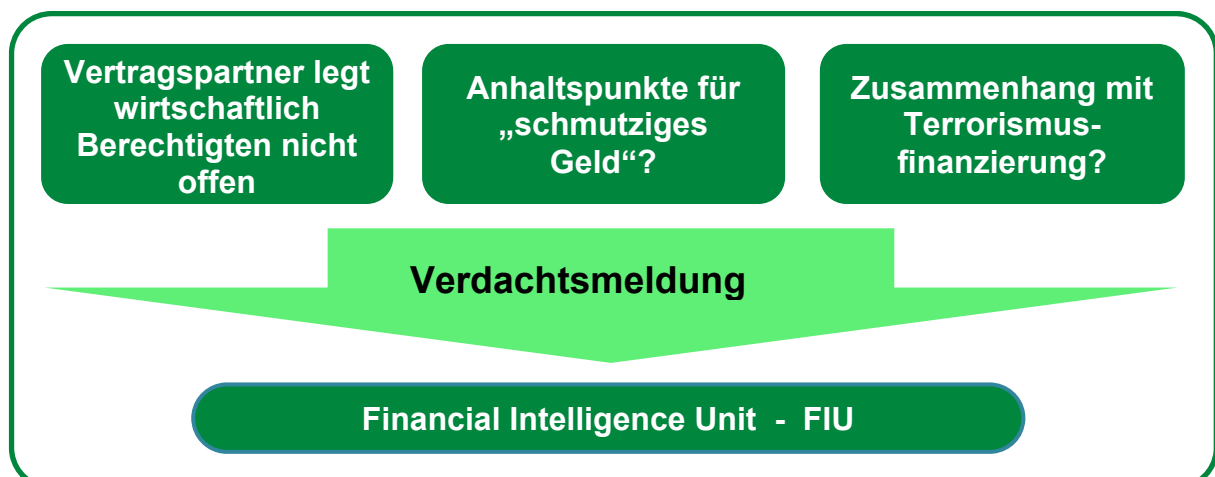 Vertragspartner legt
wirtschaftlich
Berechtigten nicht
offen
Anhaltspunkte für
„schmutziges
Geld“?
Zusammenhang mit
Terrorismus-
finanzierung?
Verdachtsmeldung
Financial Intelligence Unit - FIU